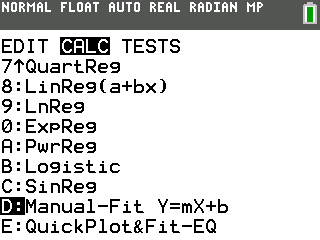 NORMAL FLOAT AUTO REAL RADIAN MP
EDIT CALC TESTS
7↑QuartReg
8:LinReg(a+bx)
9:LnReg
0:ExpReg
A:PwrReg
B:Logistic
C:SinReg
D:Manual-Fit Y=mX+b
E:QuickPlot&Fit-EQ